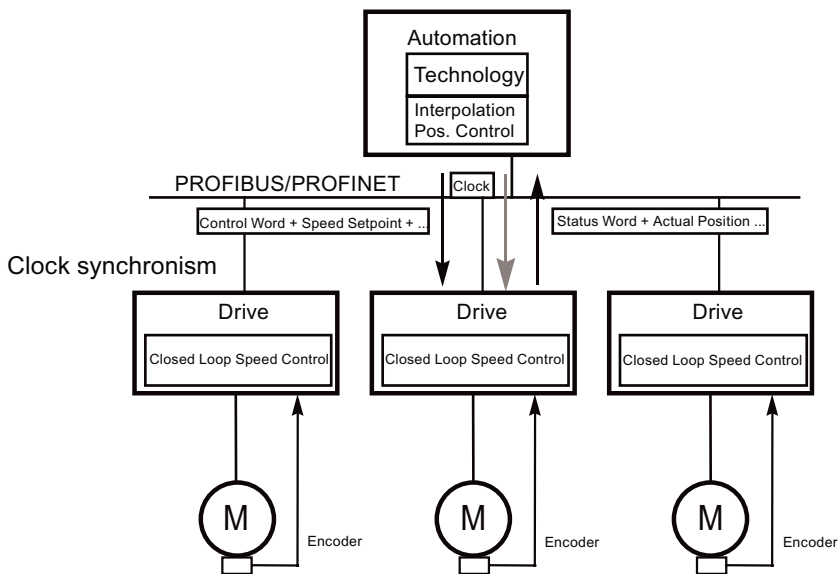 Automation
Technology
Interpolation
Pos. Control
PROFIBUS/PROFINET
Clock
Control Word + Speed Setpoint + ...
Status Word + Actual Position ...
Clock synchronism
Drive
Drive
Drive
Closed Loop Speed Control
Closed Loop Speed Control
Closed Loop Speed Control
M
M
M
Encoder
Encoder
Encoder